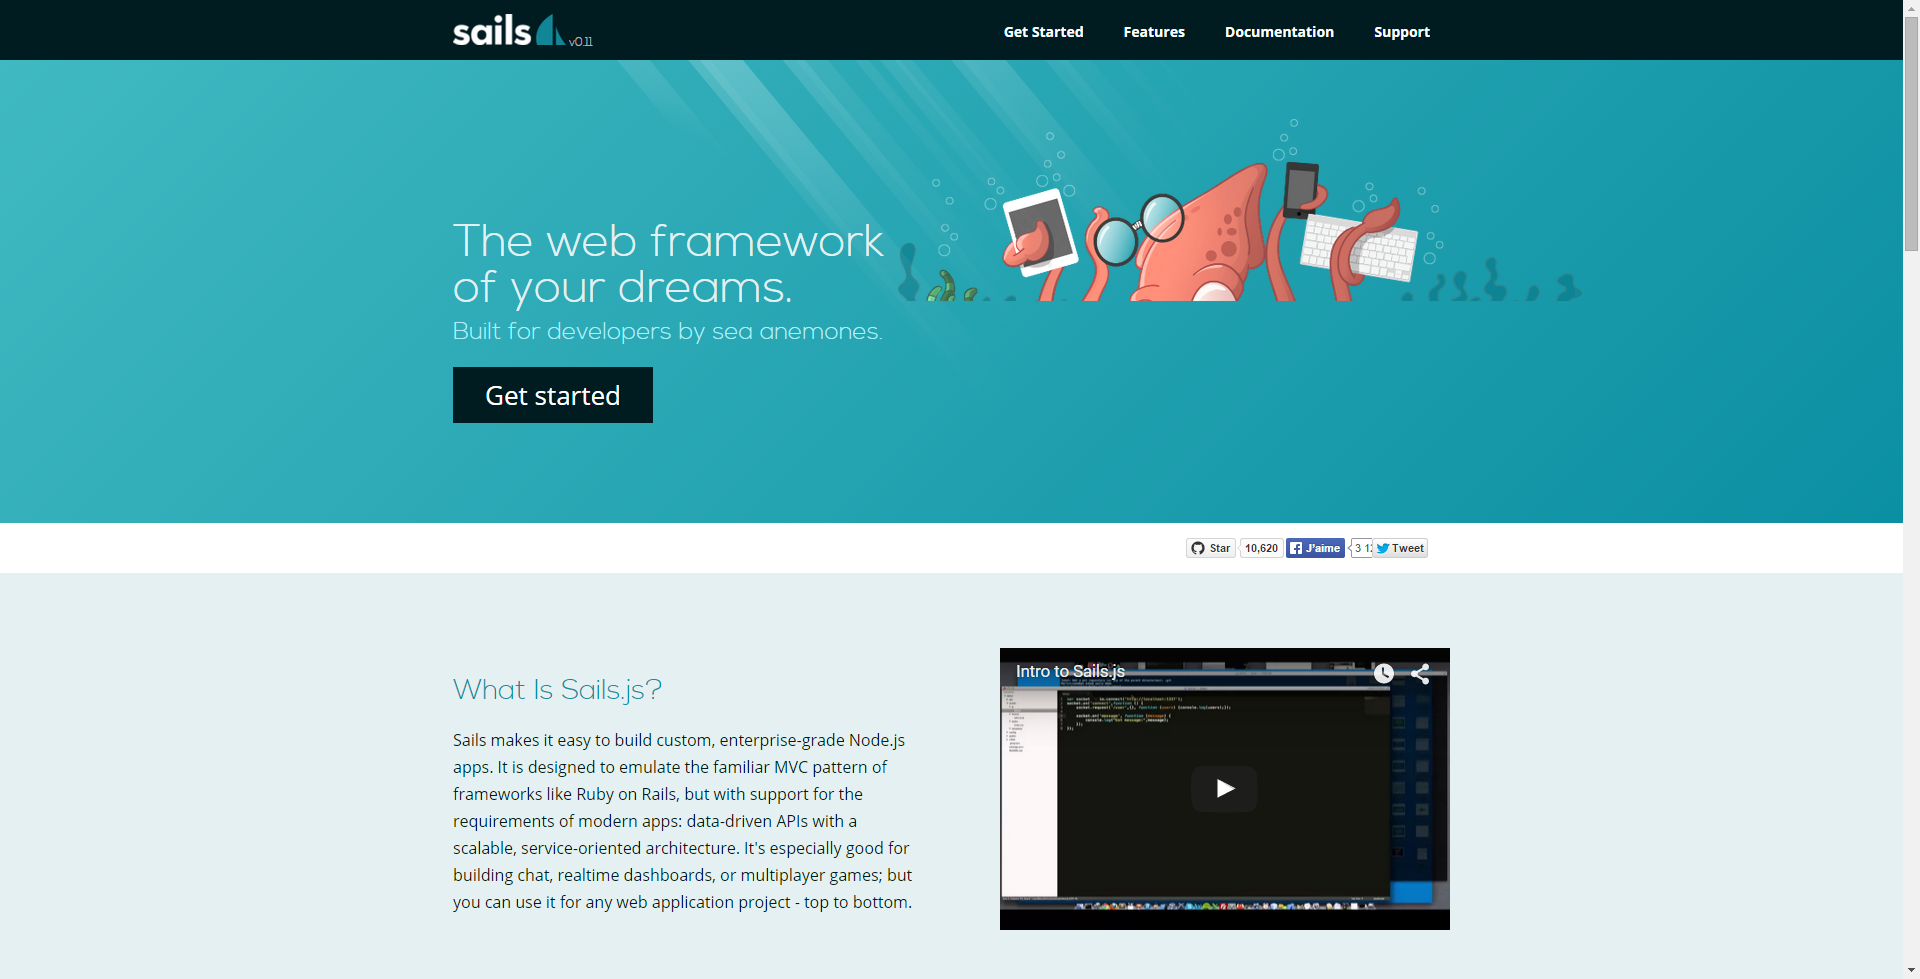 sails v0.11
Get Started
Features
Documentation
Support
The web framework
of your dreams.
Built for developers by sea anemones.
Get started
Star
10,620
J'aime
Tweet
What Is Sails.js?
Sails makes it easy to build custom, enterprise-grade Node.js
apps. It is designed to emulate the familiar MVC pattern of
frameworks like Ruby on Rails, but with support for the
requirements of modern apps: data-driven APIs with a
scalable, service-oriented architecture. It's especially good for
building chat, realtime dashboards, or multiplayer games; but
you can use it for any web application project - top to bottom.
Intro to Sails.js